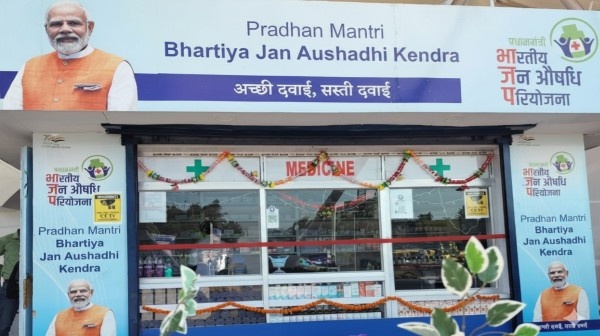 Pradhan Mantri
Bhartiya Jan Aushadhi Kendra
अच्छी दवाई, सस्ती दवाई
प्रधानमंत्री
भारतीय
जन औषधि
परियोजना
MEDICINE
प्रधानमंत्री
भारतीय
जन औषधि
परियोजना
Pradhan Mantri
Bhartiya
Jan Aushadhi
Kendra
भारतीय
जन औषधि
परियोजना
Pradhan Mantri
Bhartiya
Jan Aushadhi
Kendra